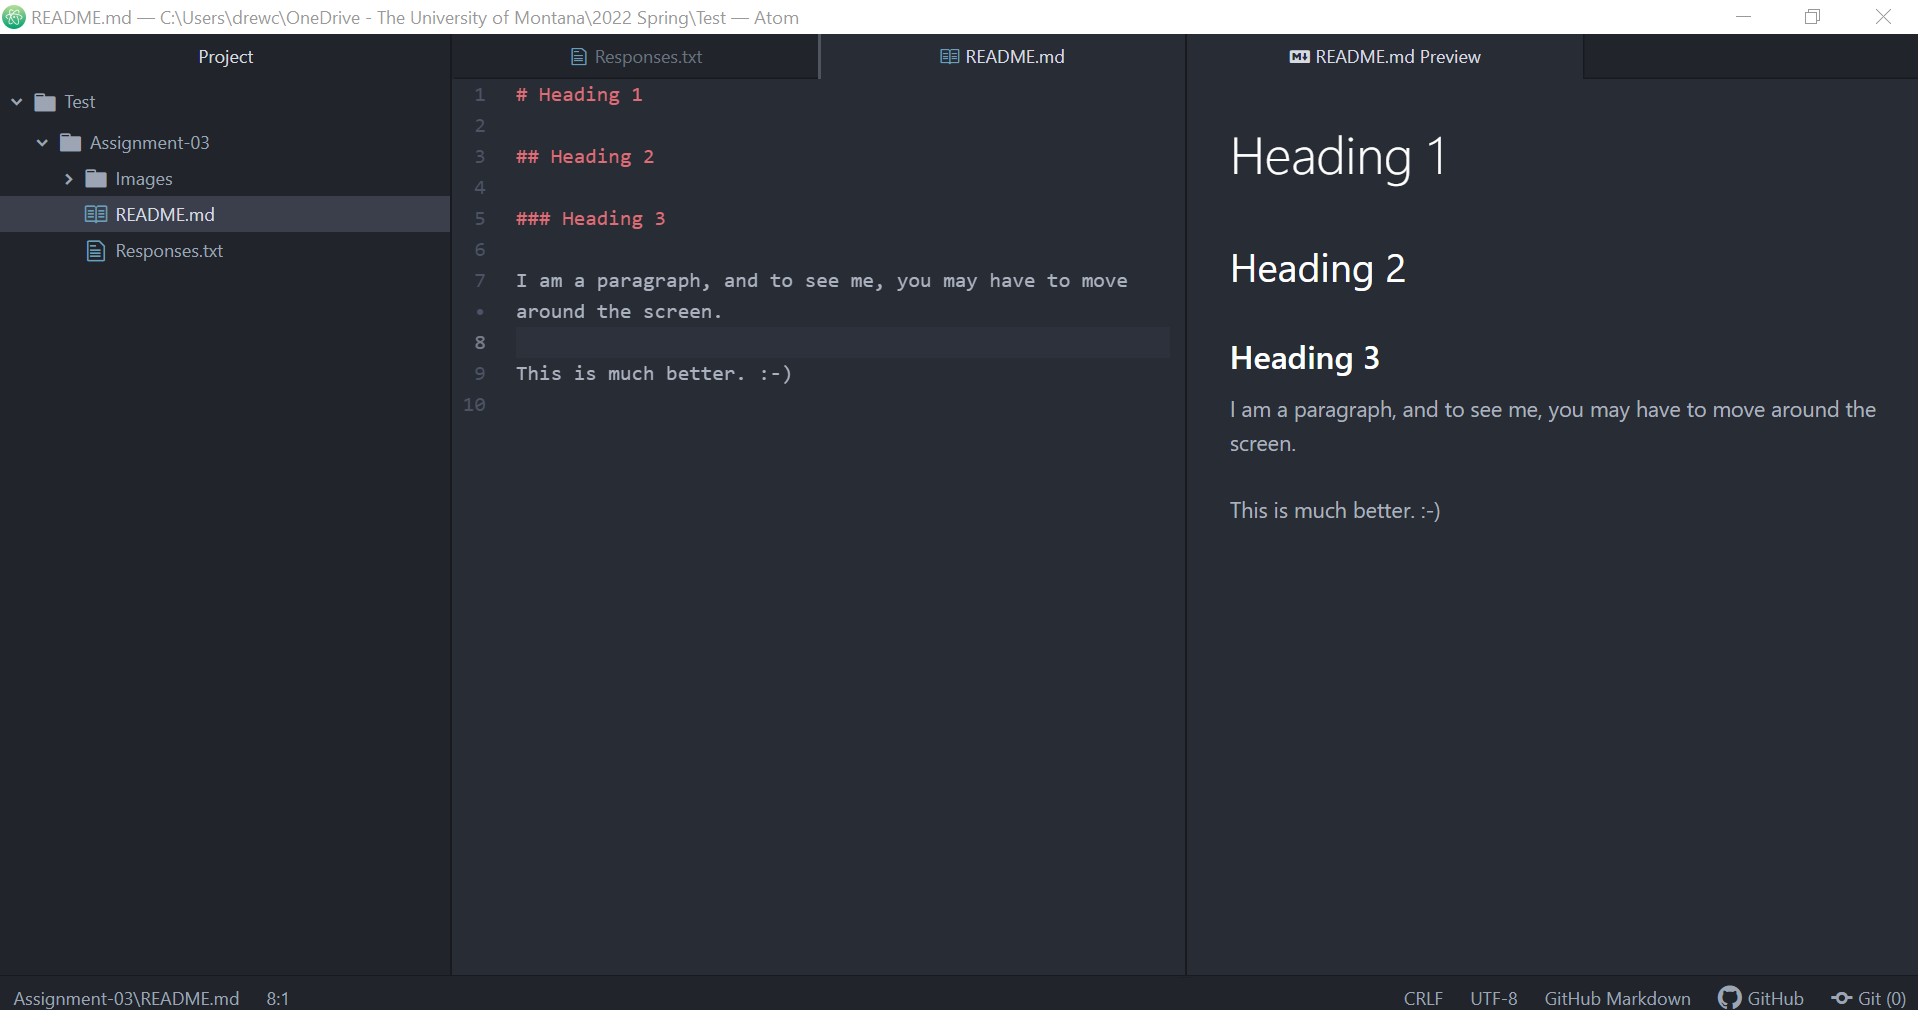 README.md — C:\Users\drewc\OneDrive - The University of Montana\2022 Spring\Test — Atom
Project
Test
Assignment-03
Images
README.md
Responses.txt
Responses.txt
README.md
1 # Heading 1
2
3 ## Heading 2
4
5 ### Heading 3
6
7 I am a paragraph, and to see me, you may have to move
• around the screen.
8
9 This is much better. :-)
10
README.md Preview
Heading 1
Heading 2
Heading 3
I am a paragraph, and to see me, you may have to move around the
screen.
This is much better. :-)
Assignment-03\README.md 8:1
CRLF UTF-8 GitHub Markdown GitHub Git (0)